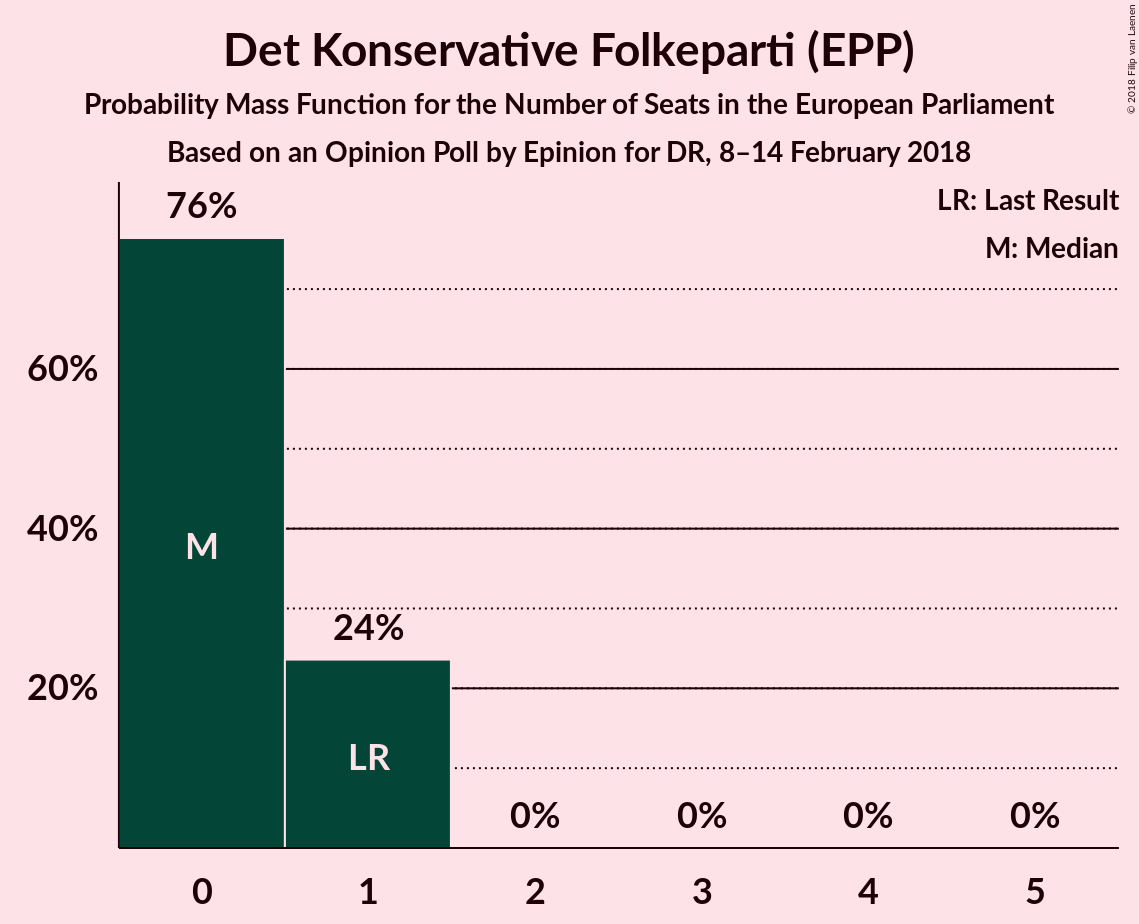 Det Konservative Folkeparti (EPP)
Probability Mass Function for the Number of Seats in the European Parliament
Based on an Opinion Poll by Epinion for DR, 8–14 February 2018
© 2018 Filip van Laenen
LR: Last Result
M: Median
76%
60%
40%
M
24%
20%
LR
0% 0% 0% 0%
0 1 2 3 4 5